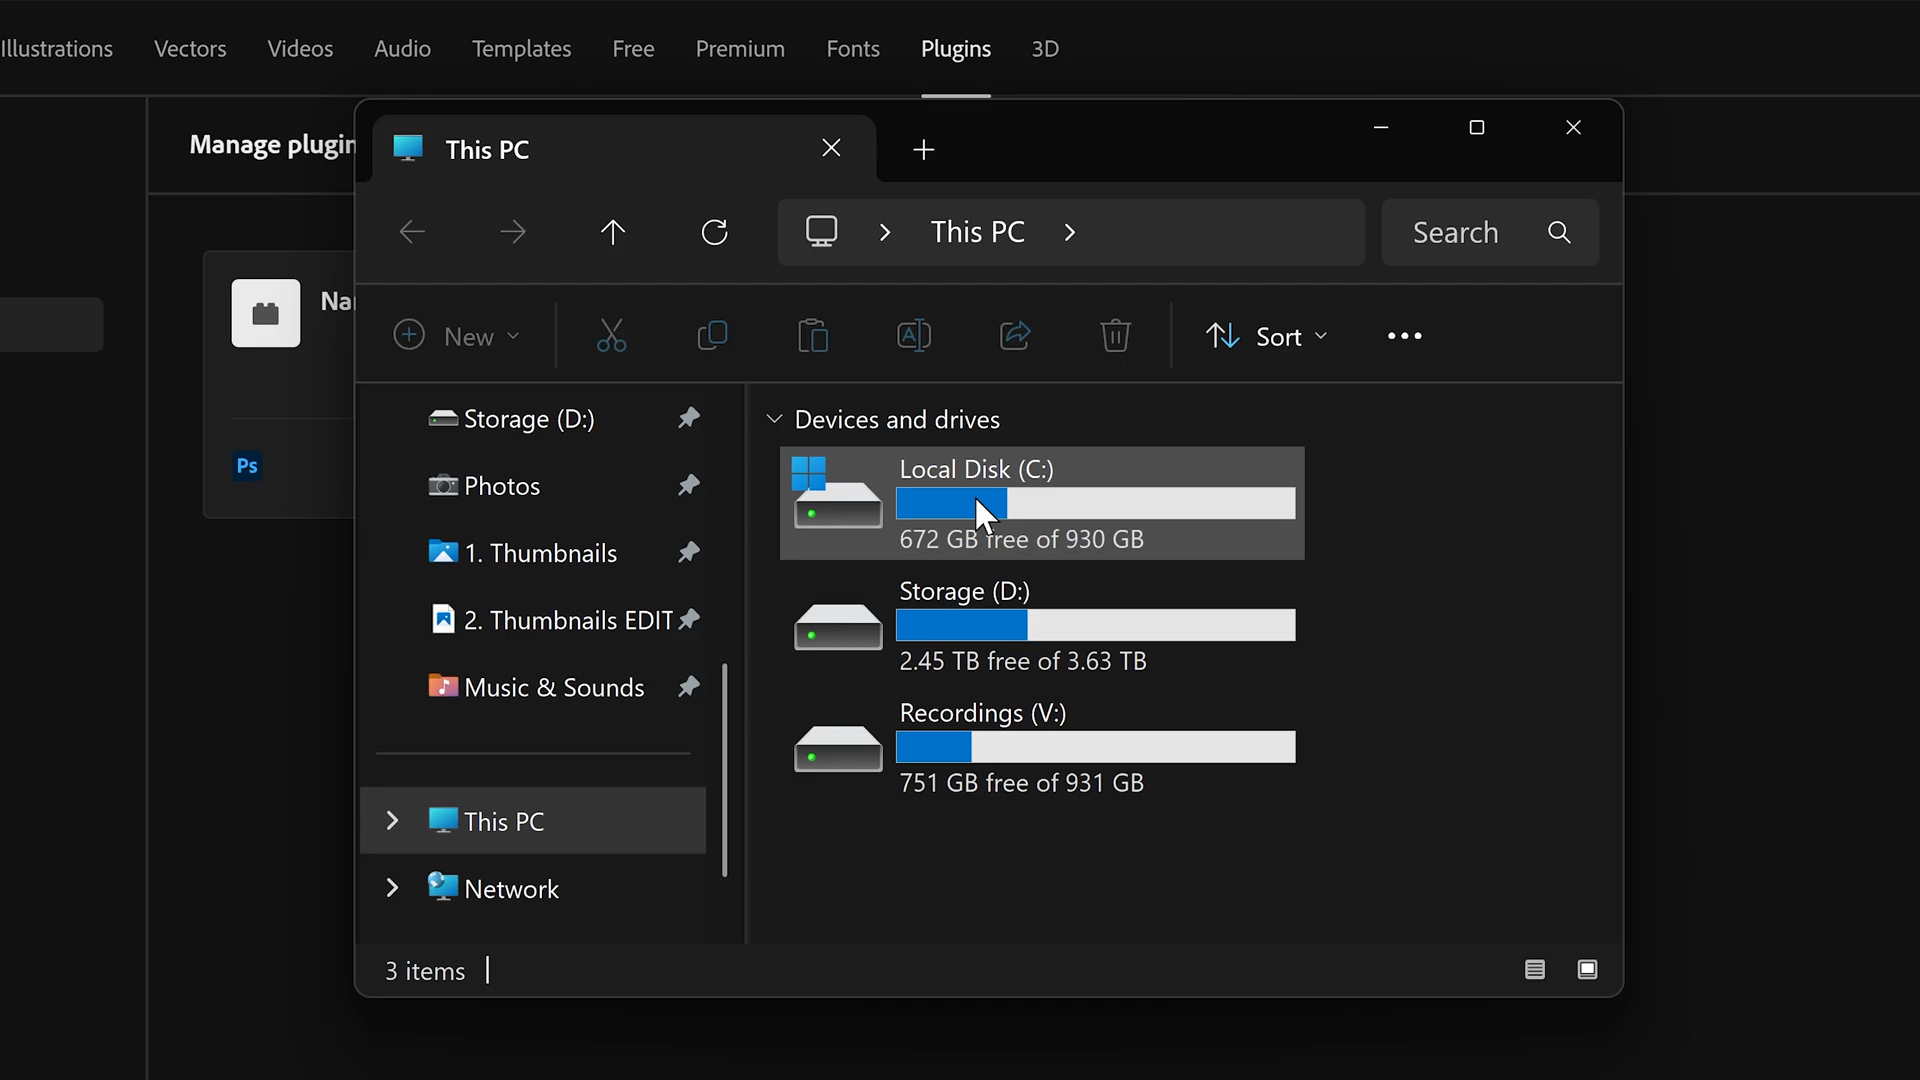 Illustrations Vectors Videos Audio Templates Free Premium Fonts Plugins 3D
Manage plugin
This PC
This PC
Search
Na
New
Sort
Ps
Storage (D:)
Photos
1. Thumbnails
2. Thumbnails EDIT
Music & Sounds
This PC
Network
Devices and drives
Local Disk (C:)
672 GB free of 930 GB
Storage (D:)
2.45 TB free of 3.63 TB
Recordings (V:)
751 GB free of 931 GB
3 items